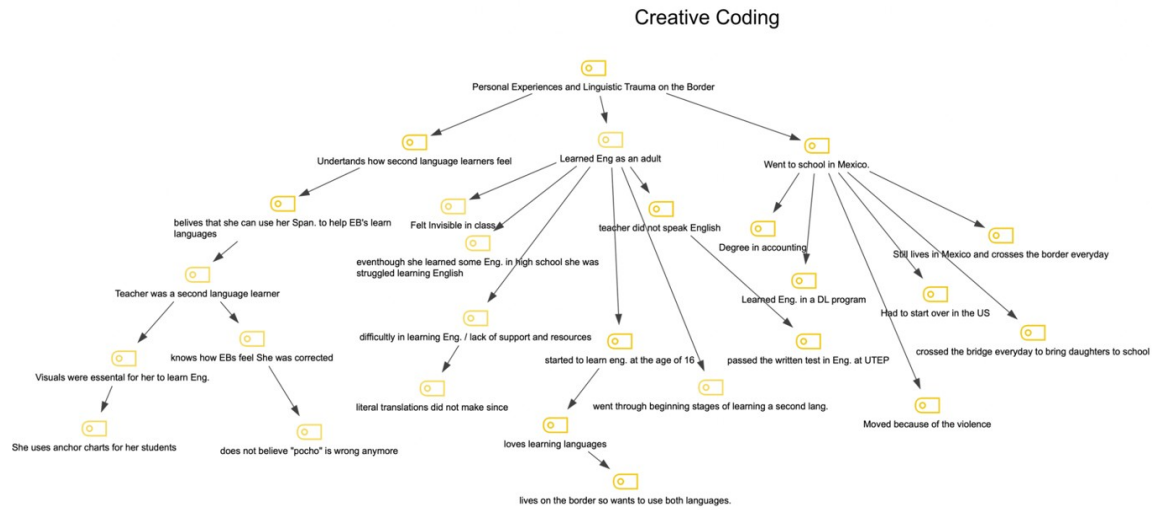 Creative Coding
Personal Experiences and Linguistic Trauma on the Border
Undertands how second language learners feel
Learned Eng as an adult
Went to school in Mexico.
belives that she can use her Span. to help EB's learn
languages
Felt Invisible in class
teacher did not speak English
Degree in accounting
Still lives in Mexico and crosses the border everyday
eventhough she learned some Eng. in high school she was
struggled learning English
Teacher was a second language learner
Learned Eng. in a DL program
Had to start over in the US
difficultly in learning Eng. / lack of support and resources
knows how EBs feel She was corrected
started to learn eng. at the age of 16
passed the written test in Eng. at UTEP
crossed the bridge everyday to bring daughters to school
Visuals were essental for her to learn Eng.
literal translations did not make since
went through beginning stages of learning a second lang.
Moved because of the violence
She uses anchor charts for her students
does not believe "pocho" is wrong anymore
loves learning languages
lives on the border so wants to use both languages.